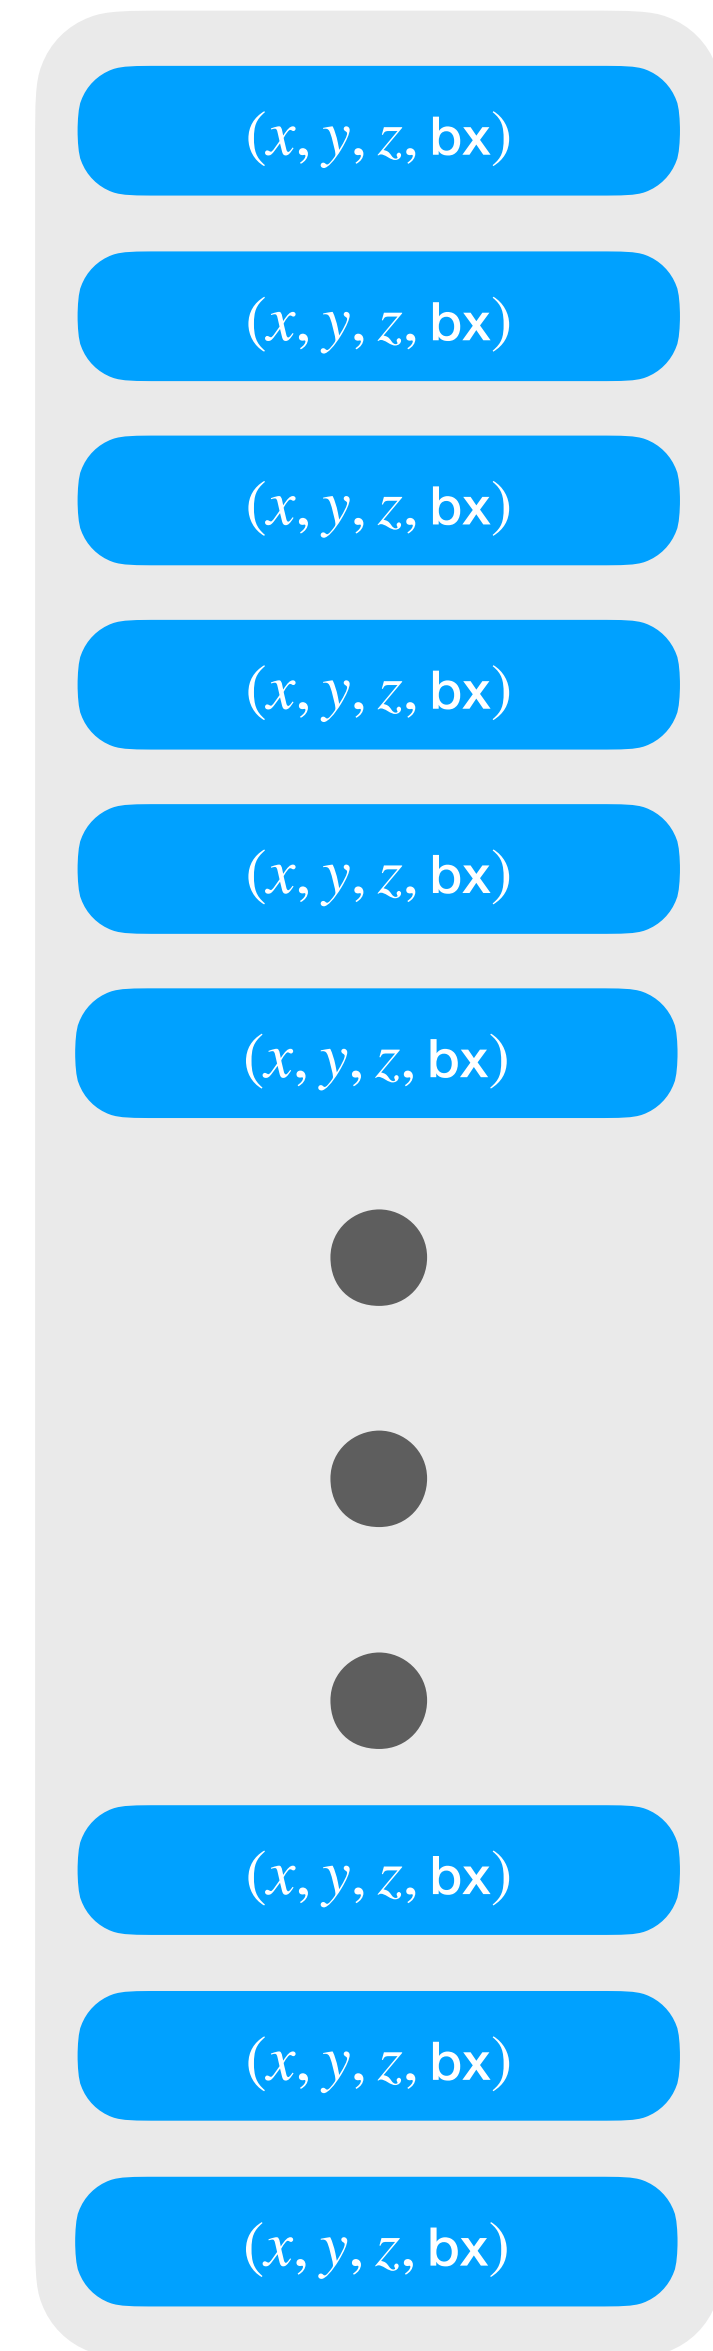 (x, y, z, bx)
(x, y, z, bx)
(x, y, z, bx)
(x, y, z, bx)
(x, y, z, bx)
(x, y, z, bx)
(x, y, z, bx)
(x, y, z, bx)
(x, y, z, bx)